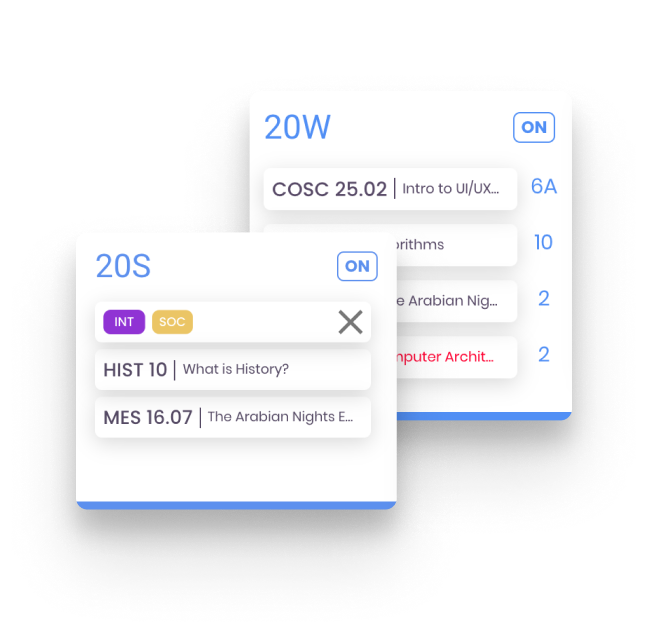 20W ON
COSC 25.02 | Intro to UI/UX... 6A
orithms 10
e Arabian Nig... 2
mputer Archit... 2
20S ON
INT SOC
HIST 10 | What is History?
MES 16.07 | The Arabian Nights E...